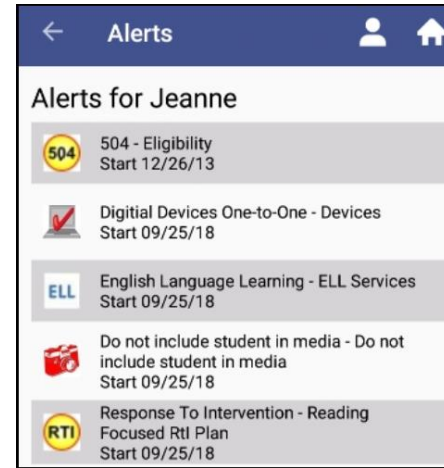 Alerts
Alerts for Jeanne
504
504 - Eligibility
Start 12/26/13
Digitial Devices One-to-One - Devices
Start 09/25/18
ELL
English Language Learning - ELL Services
Start 09/25/18
Do not include student in media - Do not
include student in media
Start 09/25/18
RTI
Response To Intervention - Reading
Focused RtI Plan
Start 09/25/18